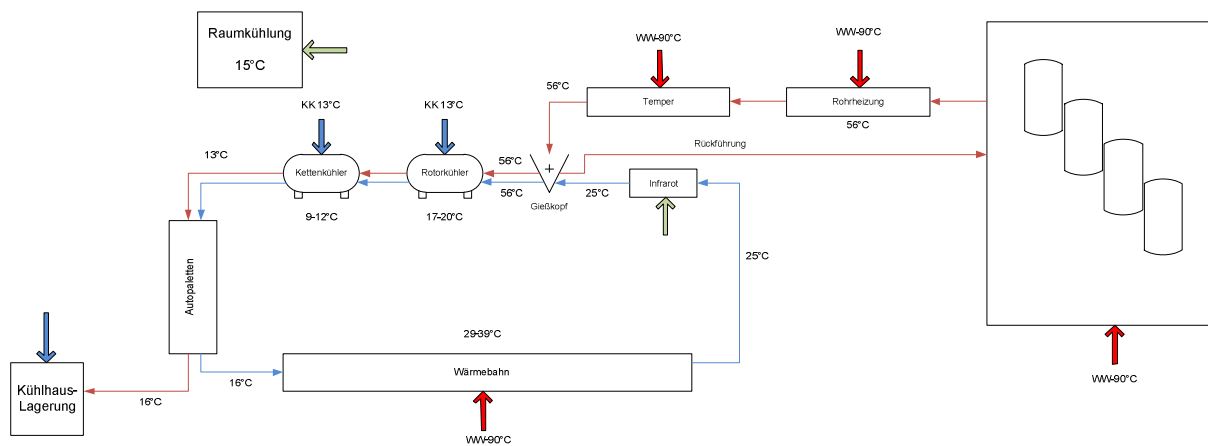 Raumkühlung
15°C
WW-90°C
WW-90°C
56°C
Temper
Rohrheizung
56°C
KK 13°C
KK 13°C
Rückführung
13°C
56°C
Kettenkühler
Rotorkühler
+
56°C
25°C
Infrarot
Gießkopf
9-12°C
17-20°C
25°C
Autopaletten
29-39°C
Wärmebahn
16°C
Kühlhaus-
Lagerung
16°C
WW-90°C
WW-90°C